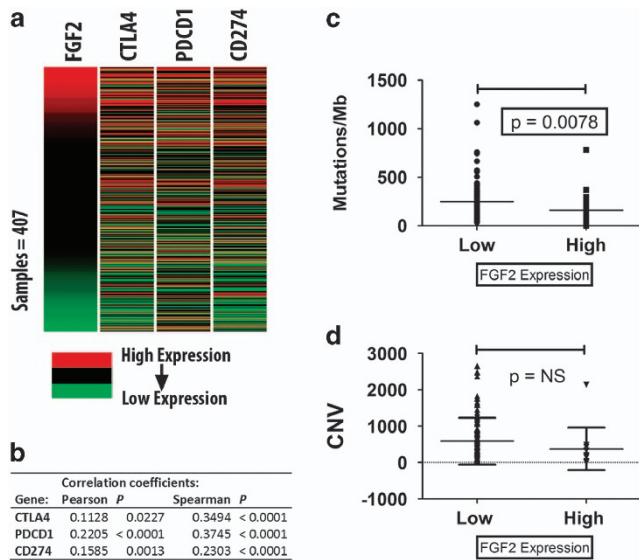 a
FGF2 CTLA4 PDCD1 CD274
Samples = 407
High Expression
Low Expression
b
Correlation coefficients:
Gene: Pearson P Spearman P
CTLA4 0.1128 0.0227 0.3494 < 0.0001
PDCD1 0.2205 < 0.0001 0.3745 < 0.0001
CD274 0.1585 0.0013 0.2303 < 0.0001
c
Mutations/Mb
1500
1000
500
0
p = 0.0078
Low High
FGF2 Expression
d
CNV
3000
2000
1000
0
-1000
p = NS
Low High
FGF2 Expression